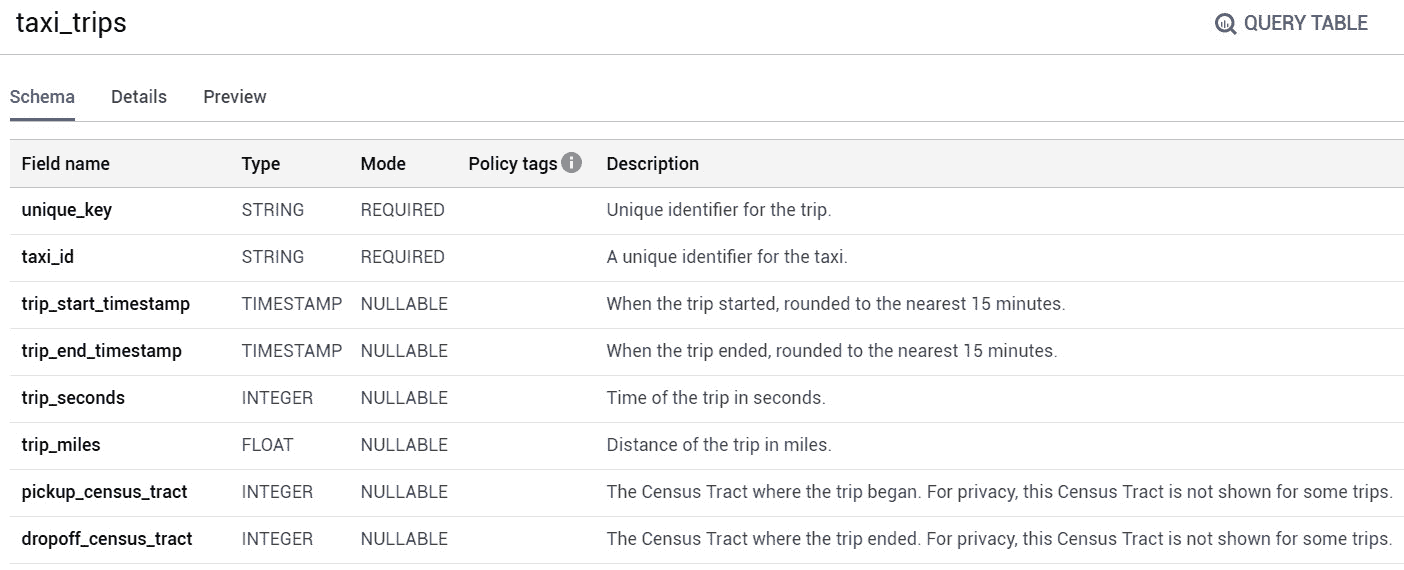 taxi_trips QUERY TABLE
Schema Details Preview
Field name Type Mode Policy tags Description
unique_key STRING REQUIRED Unique identifier for the trip.
taxi_id STRING REQUIRED A unique identifier for the taxi.
trip_start_timestamp TIMESTAMP NULLABLE When the trip started, rounded to the nearest 15 minutes.
trip_end_timestamp TIMESTAMP NULLABLE When the trip ended, rounded to the nearest 15 minutes.
trip_seconds INTEGER NULLABLE Time of the trip in seconds.
trip_miles FLOAT NULLABLE Distance of the trip in miles.
pickup_census_tract INTEGER NULLABLE The Census Tract where the trip began. For privacy, this Census Tract is not shown for some trips.
dropoff_census_tract INTEGER NULLABLE The Census Tract where the trip ended. For privacy, this Census Tract is not shown for some trips.